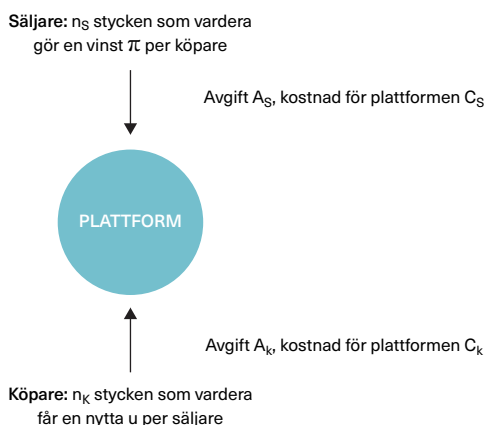 Säljare: nS stycken som vardera
gör en vinst π per köpare
Avgift AS, kostnad för plattformen CS
PLATTFORM
Avgift Ak, kostnad för plattformen Ck
Köpare: nK stycken som vardera
får en nytta u per säljare